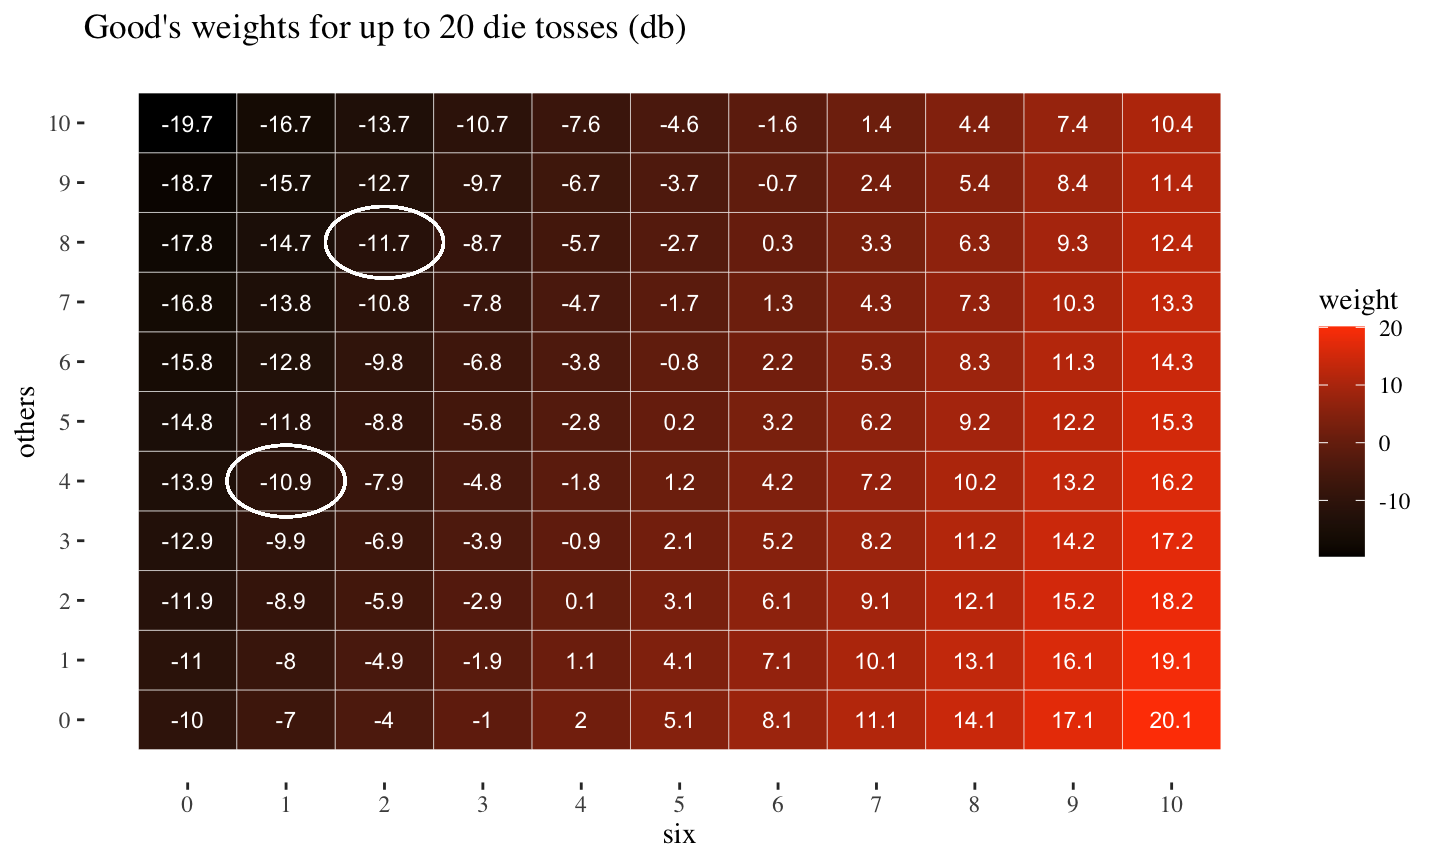 Good's weights for up to 20 die tosses (db)
10 -19.7 -16.7 -13.7 -10.7 -7.6 -4.6 -1.6 1.4 4.4 7.4 10.4
9 -18.7 -15.7 -12.7 -9.7 -6.7 -3.7 -0.7 2.4 5.4 8.4 11.4
8 -17.8 -14.7 -11.7 -8.7 -5.7 -2.7 0.3 3.3 6.3 9.3 12.4
7 -16.8 -13.8 -10.8 -7.8 -4.7 -1.7 1.3 4.3 7.3 10.3 13.3
6 -15.8 -12.8 -9.8 -6.8 -3.8 -0.8 2.2 5.3 8.3 11.3 14.3
5 -14.8 -11.8 -8.8 -5.8 -2.8 0.2 3.2 6.2 9.2 12.2 15.3
4 -13.9 -10.9 -7.9 -4.8 -1.8 1.2 4.2 7.2 10.2 13.2 16.2
3 -12.9 -9.9 -6.9 -3.9 -0.9 2.1 5.2 8.2 11.2 14.2 17.2
2 -11.9 -8.9 -5.9 -2.9 0.1 3.1 6.1 9.1 12.1 15.2 18.2
1 -11 -8 -4.9 -1.9 1.1 4.1 7.1 10.1 13.1 16.1 19.1
0 -10 -7 -4 -1 2 5.1 8.1 11.1 14.1 17.1 20.1
0 1 2 3 4 5 6 7 8 9 10
six
others
weight
20
10
0
-10